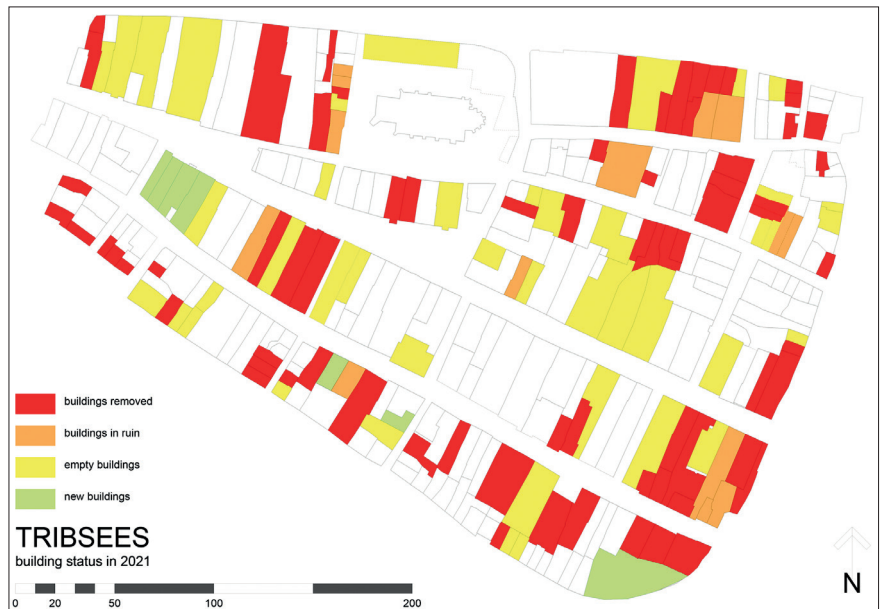 buildings removed
buildings in ruin
empty buildings
new buildings
TRIBSEES
building status in 2021
0 20 50 100 200
N